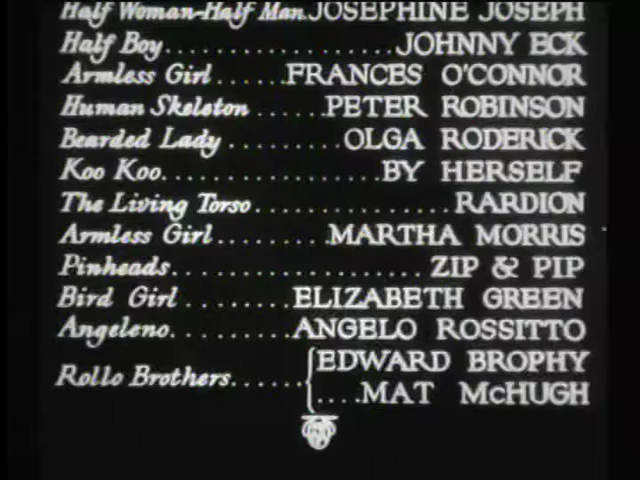 Half Woman-Half Man.JOSEPHINE JOSEPH
Half Boy...................JOHNNY ECK
Armless Girl......FRANCES O'CONNOR
Human Skeleton ......PETER ROBINSON
Bearded Lady .........OLGA RODERICK
Koo Koo.................BY HERSELF
The Living Torso...............RARDION
Armless Girl.........MARTHA MORRIS
Pinheads....................ZIP & PIP
Bird Girl ........ELIZABETH GREEN
Angeleno.........ANGELO ROSSITTO
Rollo Brothers......{EDWARD BROPHY
....MAT McHUGH